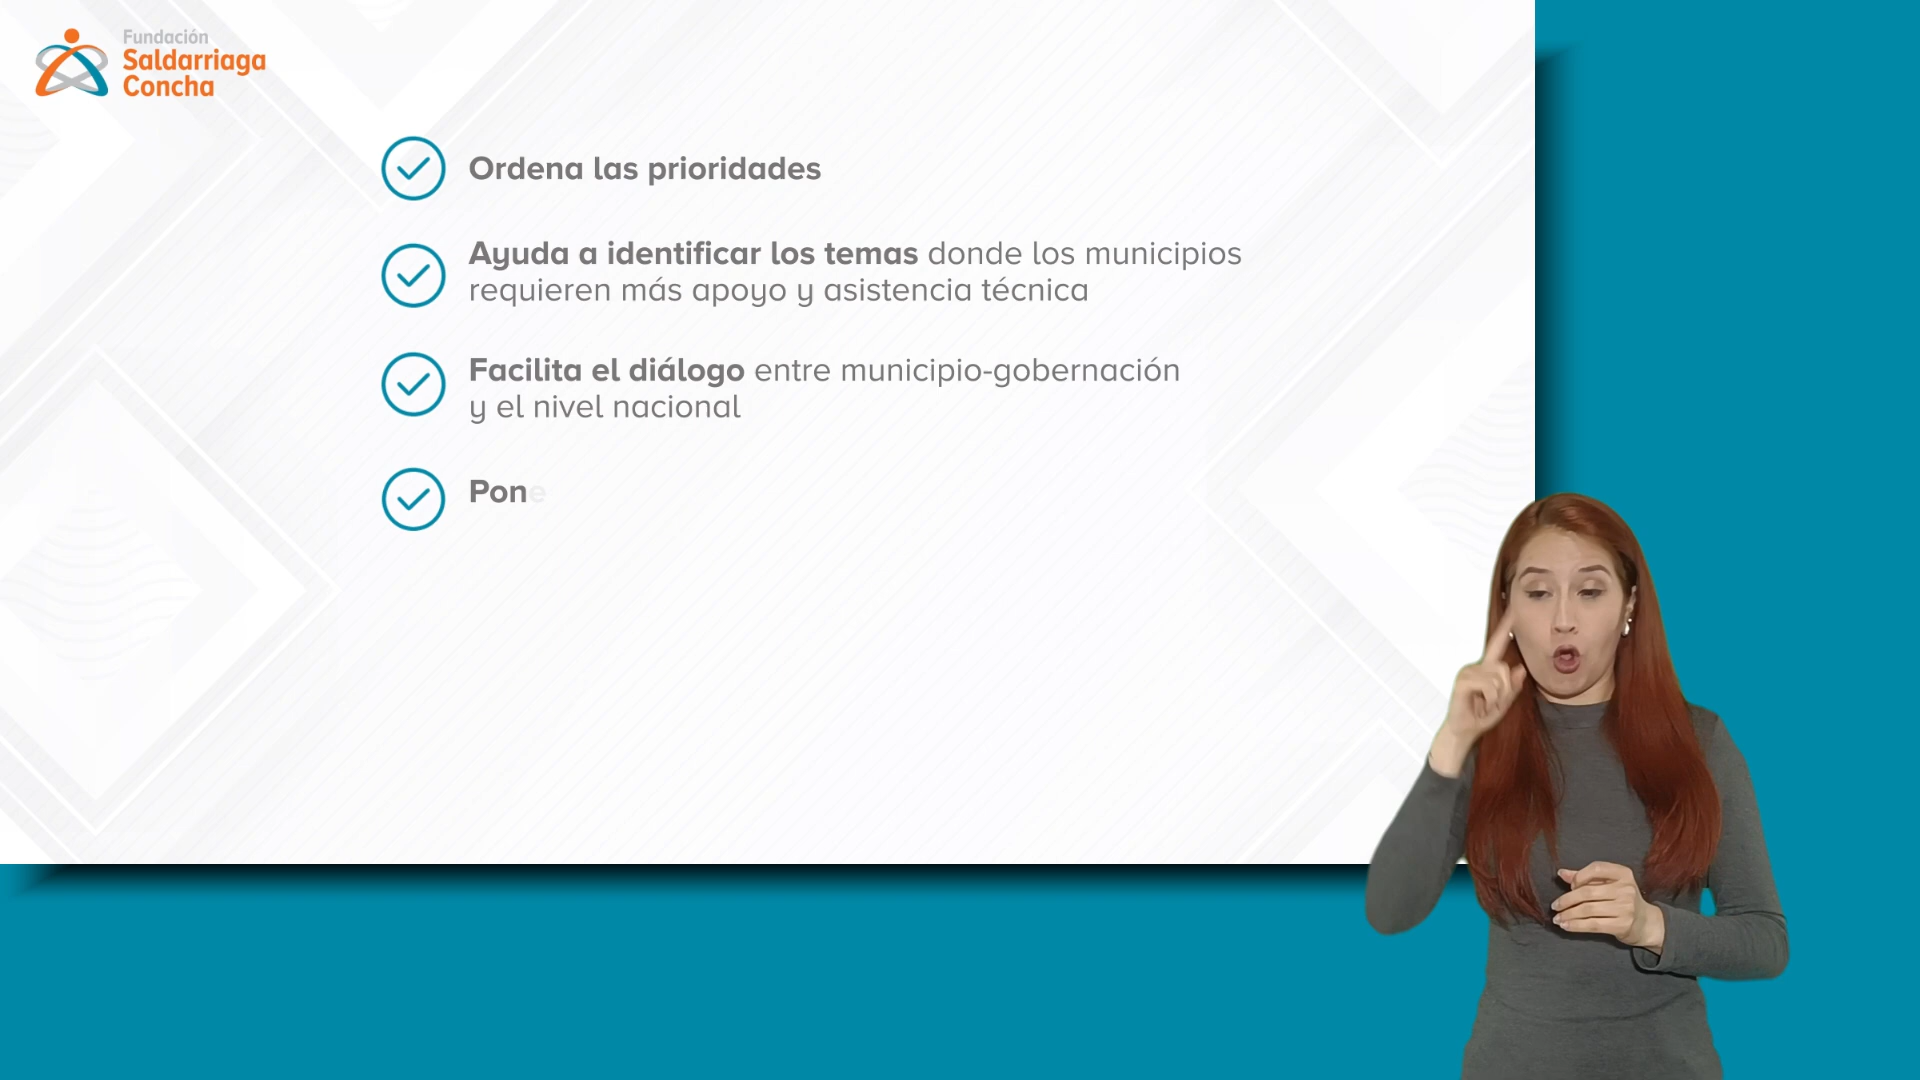 Fundación
Saldarriaga
Concha
Ordena las prioridades
Ayuda a identificar los temas donde los municipios
requieren más apoyo y asistencia técnica
Facilita el diálogo entre municipio-gobernación
y el nivel nacional
Pone